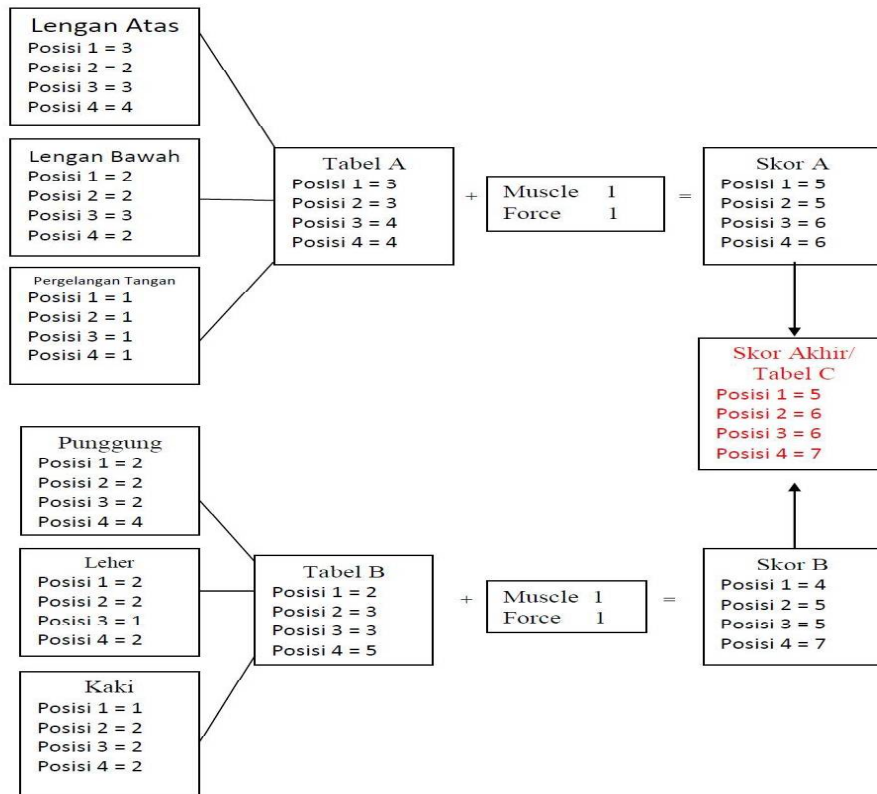 Lengan Atas
Posisi 1 = 3
Posisi 2 = 2
Posisi 3 = 3
Posisi 4 = 4
Lengan Bawah
Posisi 1 = 2
Posisi 2 = 2
Posisi 3 = 3
Posisi 4 = 2
Pergelangan Tangan
Posisi 1 = 1
Posisi 2 = 1
Posisi 3 = 1
Posisi 4 = 1
Tabel A
Posisi 1 = 3
Posisi 2 = 3
Posisi 3 = 4
Posisi 4 = 4
+
Muscle 1
Force 1
=
Skor A
Posisi 1 = 5
Posisi 2 = 5
Posisi 3 = 6
Posisi 4 = 6
Skor Akhir/
Tabel C
Posisi 1 = 5
Posisi 2 = 6
Posisi 3 = 6
Posisi 4 = 7
Punggung
Posisi 1 = 2
Posisi 2 = 2
Posisi 3 = 2
Posisi 4 = 4
Leher
Posisi 1 = 2
Posisi 2 = 2
Posisi 3 = 1
Posisi 4 = 2
Kaki
Posisi 1 = 1
Posisi 2 = 2
Posisi 3 = 2
Posisi 4 = 2
Tabel B
Posisi 1 = 2
Posisi 2 = 3
Posisi 3 = 3
Posisi 4 = 5
+
Muscle 1
Force 1
=
Skor B
Posisi 1 = 4
Posisi 2 = 5
Posisi 3 = 5
Posisi 4 = 7